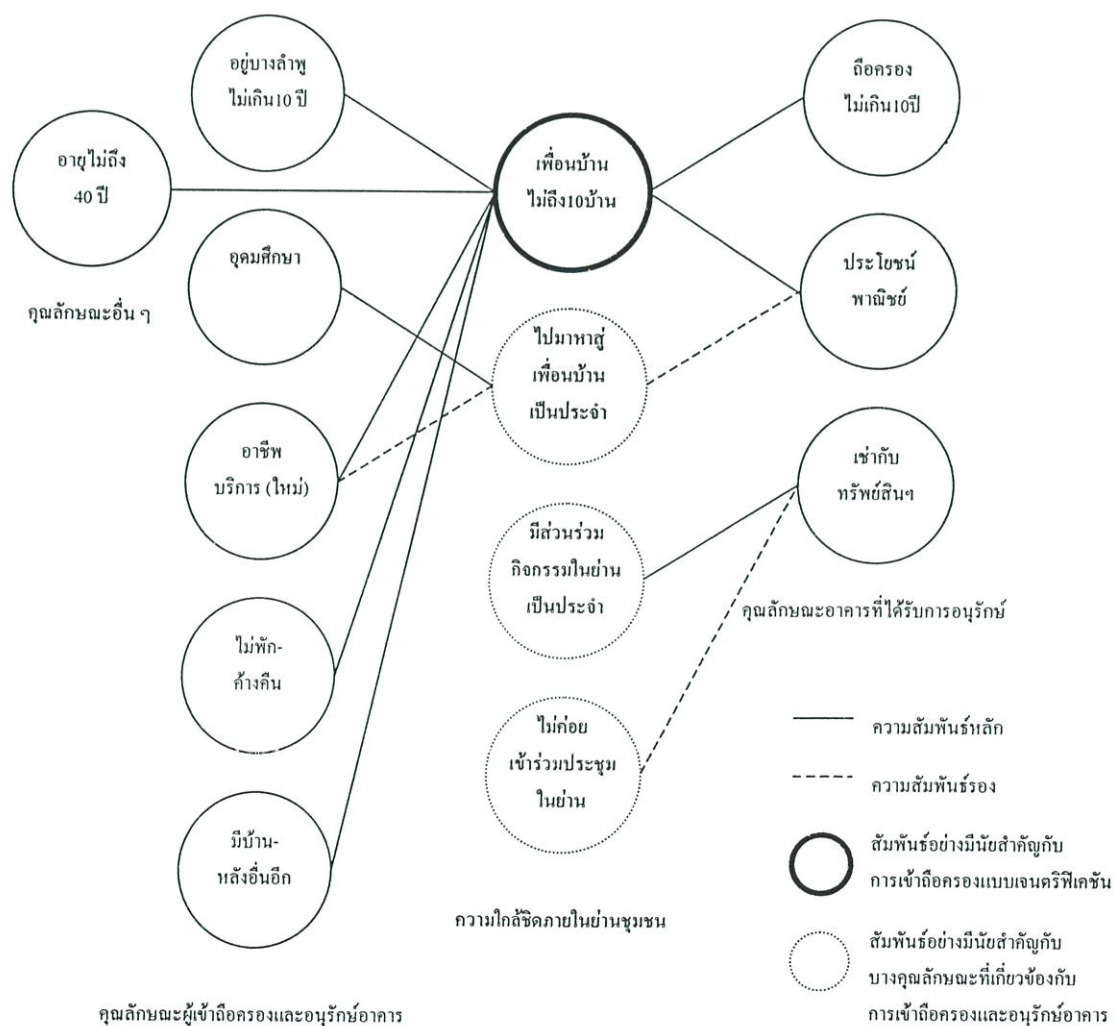 อยู่บางลำพู
ไม่เกิน10 ปี
ถือครอง
ไม่เกิน10ปี
อายุไม่ถึง
40 ปี
เพื่อนบ้าน
ไม่ถึง10บ้าน
อุดมศึกษา
ประโยชน์
พาณิชย์
คุณลักษณะอื่น ๆ
ไปมาหาสู่
เพื่อนบ้าน
เป็นประจำ
อาชีพ
บริการ (ใหม่)
เช่ากับ
ทรัพย์สินฯ
มีส่วนร่วม
กิจกรรมในย่าน
เป็นประจำ
คุณลักษณะอาคารที่ได้รับการอนุรักษ์
ไม่พัก-
ค้างคืน
ไม่ค่อย
เข้าร่วมประชุม
ในย่าน
ความสัมพันธ์หลัก
ความสัมพันธ์รอง
มีบ้าน-
หลังอื่นอีก
สัมพันธ์อย่างมีนัยสำคัญกับ
การเข้าถือครองแบบเจนตริฟิเคชัน
ความใกล้ชิดภายในย่านชุมชน
สัมพันธ์อย่างมีนัยสำคัญกับ
บางคุณลักษณะที่เกี่ยวข้องกับ
การเข้าถือครองและอนุรักษ์อาคาร
คุณลักษณะผู้เข้าถือครองและอนุรักษ์อาคาร